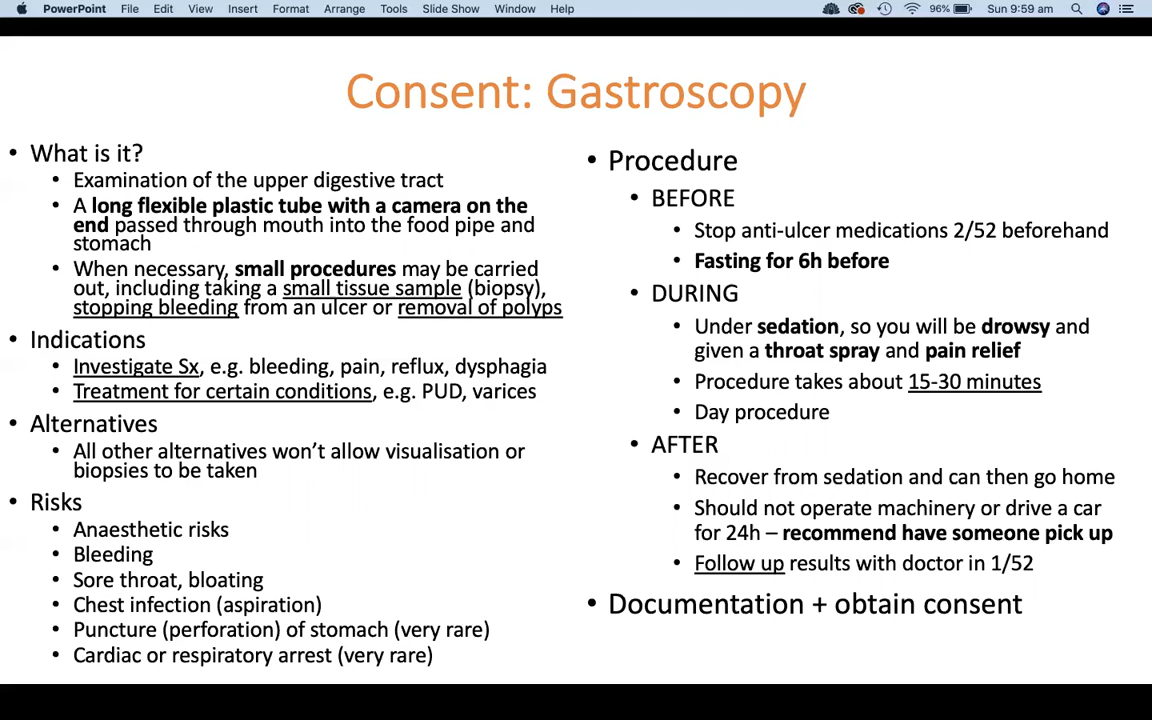 PowerPoint File Edit View Insert Format Arrange Tools Slide Show Window Help 96% Sun 9:59 am
Consent: Gastroscopy
• What is it?
• Examination of the upper digestive tract
• A long flexible plastic tube with a camera on the
end passed through mouth into the food pipe and
stomach
• When necessary, small procedures may be carried
out, including taking a small tissue sample (biopsy),
stopping bleeding from an ulcer or removal of polyps
• Indications
• Investigate Sx, e.g. bleeding, pain, reflux, dysphagia
• Treatment for certain conditions, e.g. PUD, varices
• Alternatives
• All other alternatives won't allow visualisation or
biopsies to be taken
• Risks
• Anaesthetic risks
• Bleeding
• Sore throat, bloating
• Chest infection (aspiration)
• Puncture (perforation) of stomach (very rare)
• Cardiac or respiratory arrest (very rare)
• Procedure
• BEFORE
• Stop anti-ulcer medications 2/52 beforehand
• Fasting for 6h before
• DURING
• Under sedation, so you will be drowsy and
given a throat spray and pain relief
• Procedure takes about 15-30 minutes
• Day procedure
• AFTER
• Recover from sedation and can then go home
• Should not operate machinery or drive a car
for 24h – recommend have someone pick up
• Follow up results with doctor in 1/52
• Documentation + obtain consent